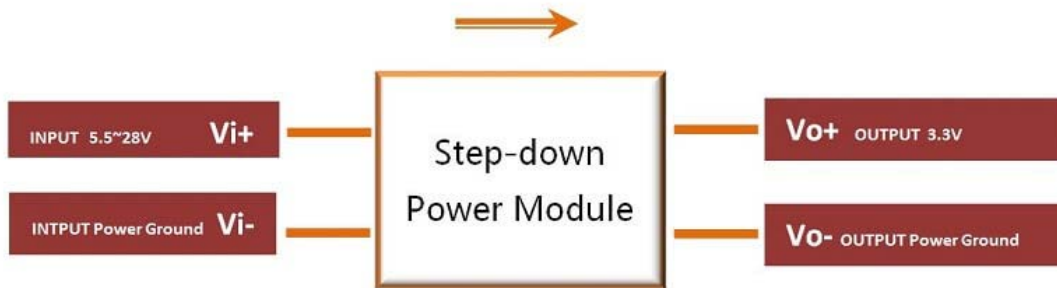 INPUT 5.5~28V Vi+
INTPUT Power Ground Vi-
Step-down
Power Module
Vo+ OUTPUT 3.3V
Vo- OUTPUT Power Ground